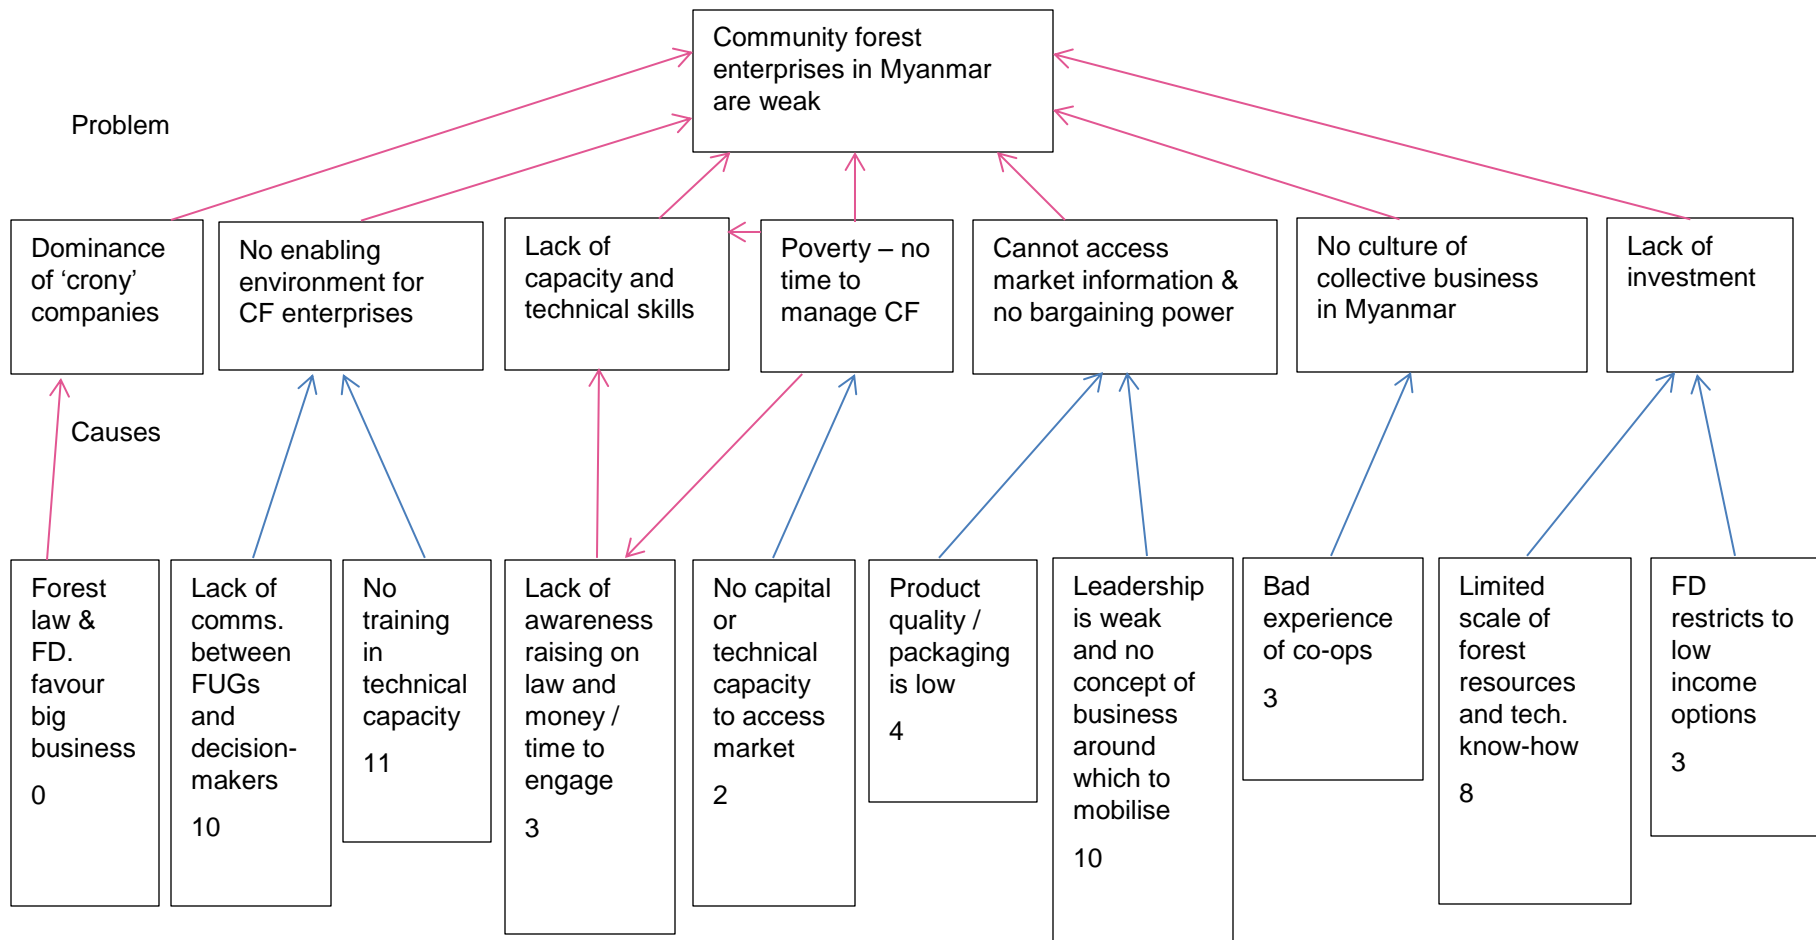 Community forest
enterprises in Myanmar
are weak
Problem
Dominance
of ‘crony’
companies
No enabling
environment for
CF enterprises
Lack of
capacity and
technical skills
Poverty – no
time to
manage CF
Cannot access
market information &
no bargaining power
No culture of
collective business
in Myanmar
Lack of
investment
Causes
Forest
law &
FD.
favour
big
business
0
Lack of
comms.
between
FUGs
and
decision-
makers
10
No
training
in
technical
capacity
11
Lack of
awareness
raising on
law and
money /
time to
engage
3
No capital
or
technical
capacity
to access
market
2
Product
quality /
packaging
is low
4
Leadership
is weak
and no
concept of
business
around
which to
mobilise
10
Bad
experience
of co-ops
3
Limited
scale of
forest
resources
and tech.
know-how
8
FD
restricts to
low
income
options
3